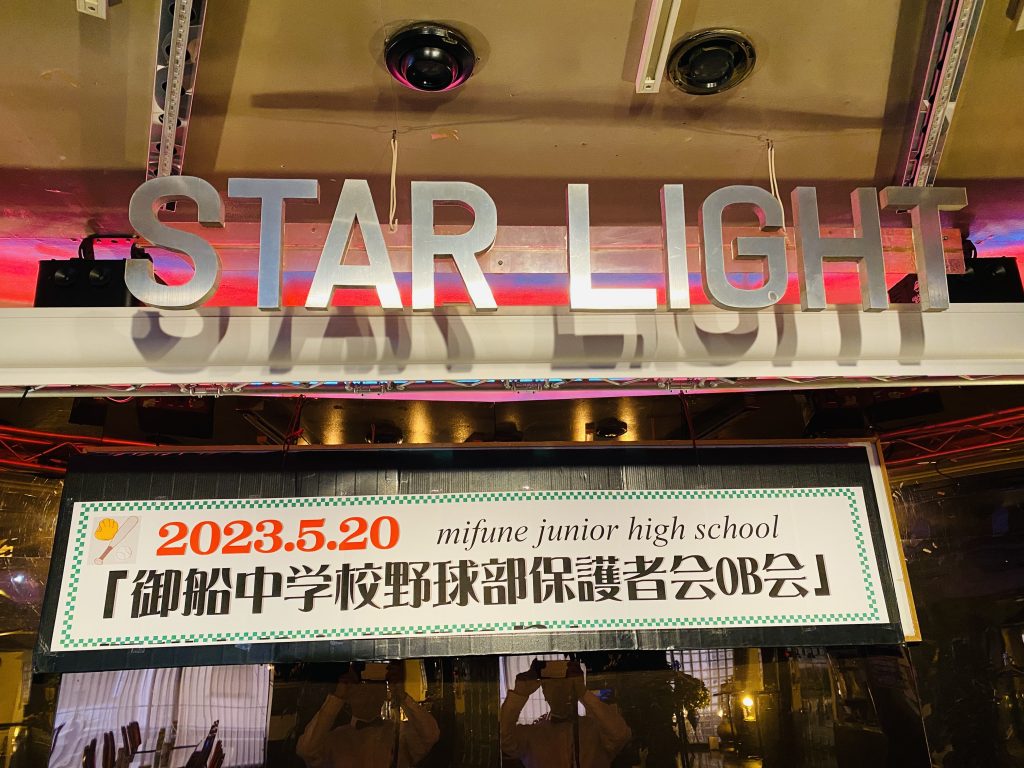 STAR LIGHT
2023.5.20 mifune junior high school
「御船中学校野球部保護者会OB会」